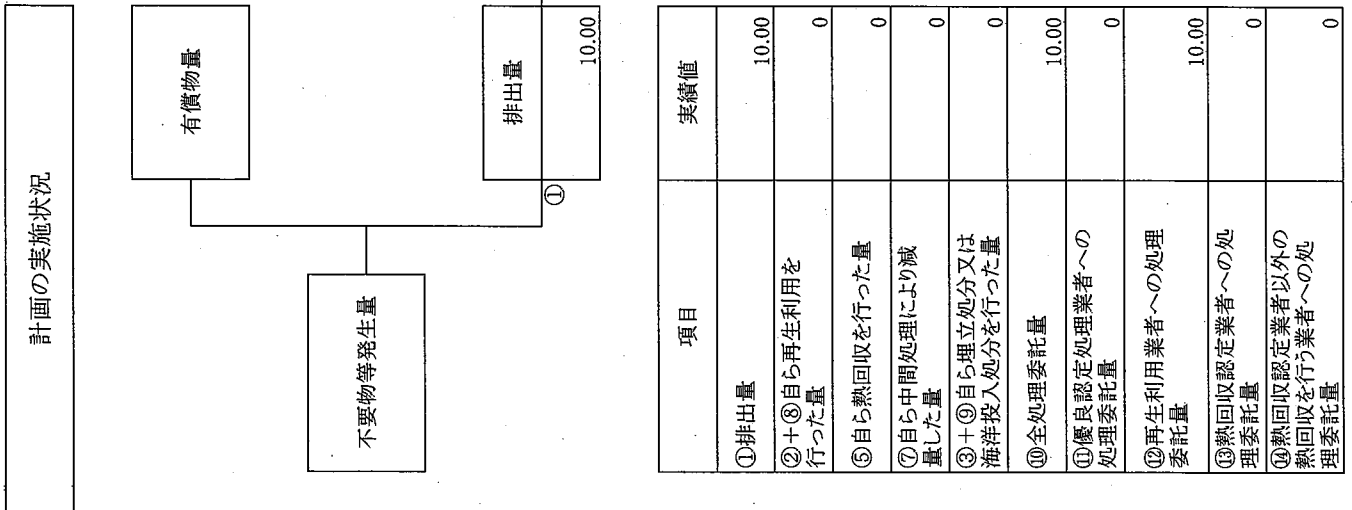 計画の実施状況
有償物量
不要物等発生量
排出量
①
10.00
項目
実績値
①排出量
10.00
②+⑧自ら再生利用を
行った量
0
⑤自ら熱回収を行った量
0
⑦自ら中間処理により減
量した量
0
③+⑨自ら埋立処分又は
海洋投入処分を行った量
0
⑩全処理委託量
10.00
⑪優良認定処理業者への
処理委託量
0
⑫再生利用業者への処理
委託量
10.00
⑬熱回収認定業者への処
理委託量
0
⑭熱回収認定業者以外の
熱回収を行う業者への処
理委託量
0